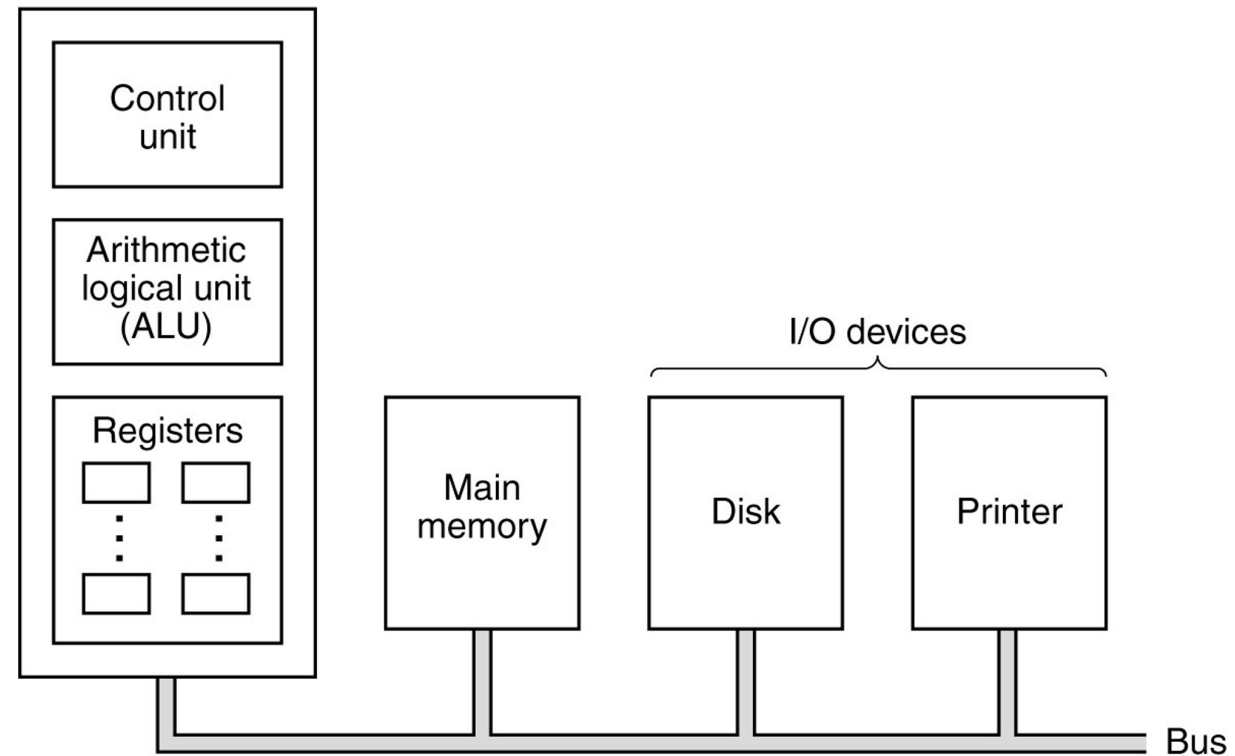 Control
unit
Arithmetic
logical unit
(ALU)
Registers
I/O devices
Main
memory
Disk
Printer
Bus